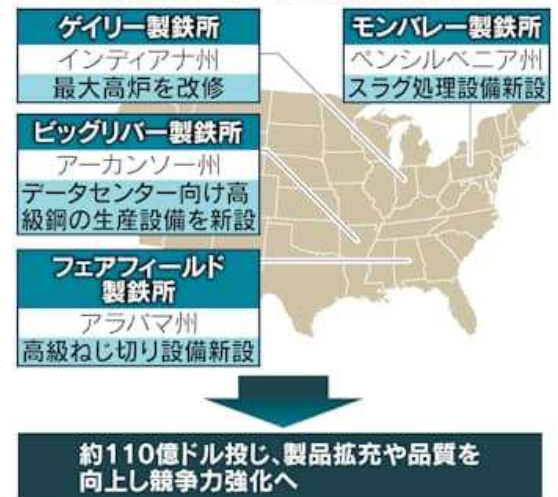 ゲイリー製鉄所
インディアナ州
最大高炉を改修
モンバレー製鉄所
ペンシルベニア州
スラグ処理設備新設
ビッグリバー製鉄所
アーカンソー州
データセンター向け高
級鋼の生産設備を新設
フェアフィールド
製鉄所
アラバマ州
高級ねじ切り設備新設
約110億ドル投じ、製品拡充や品質を
向上し競争力強化へ